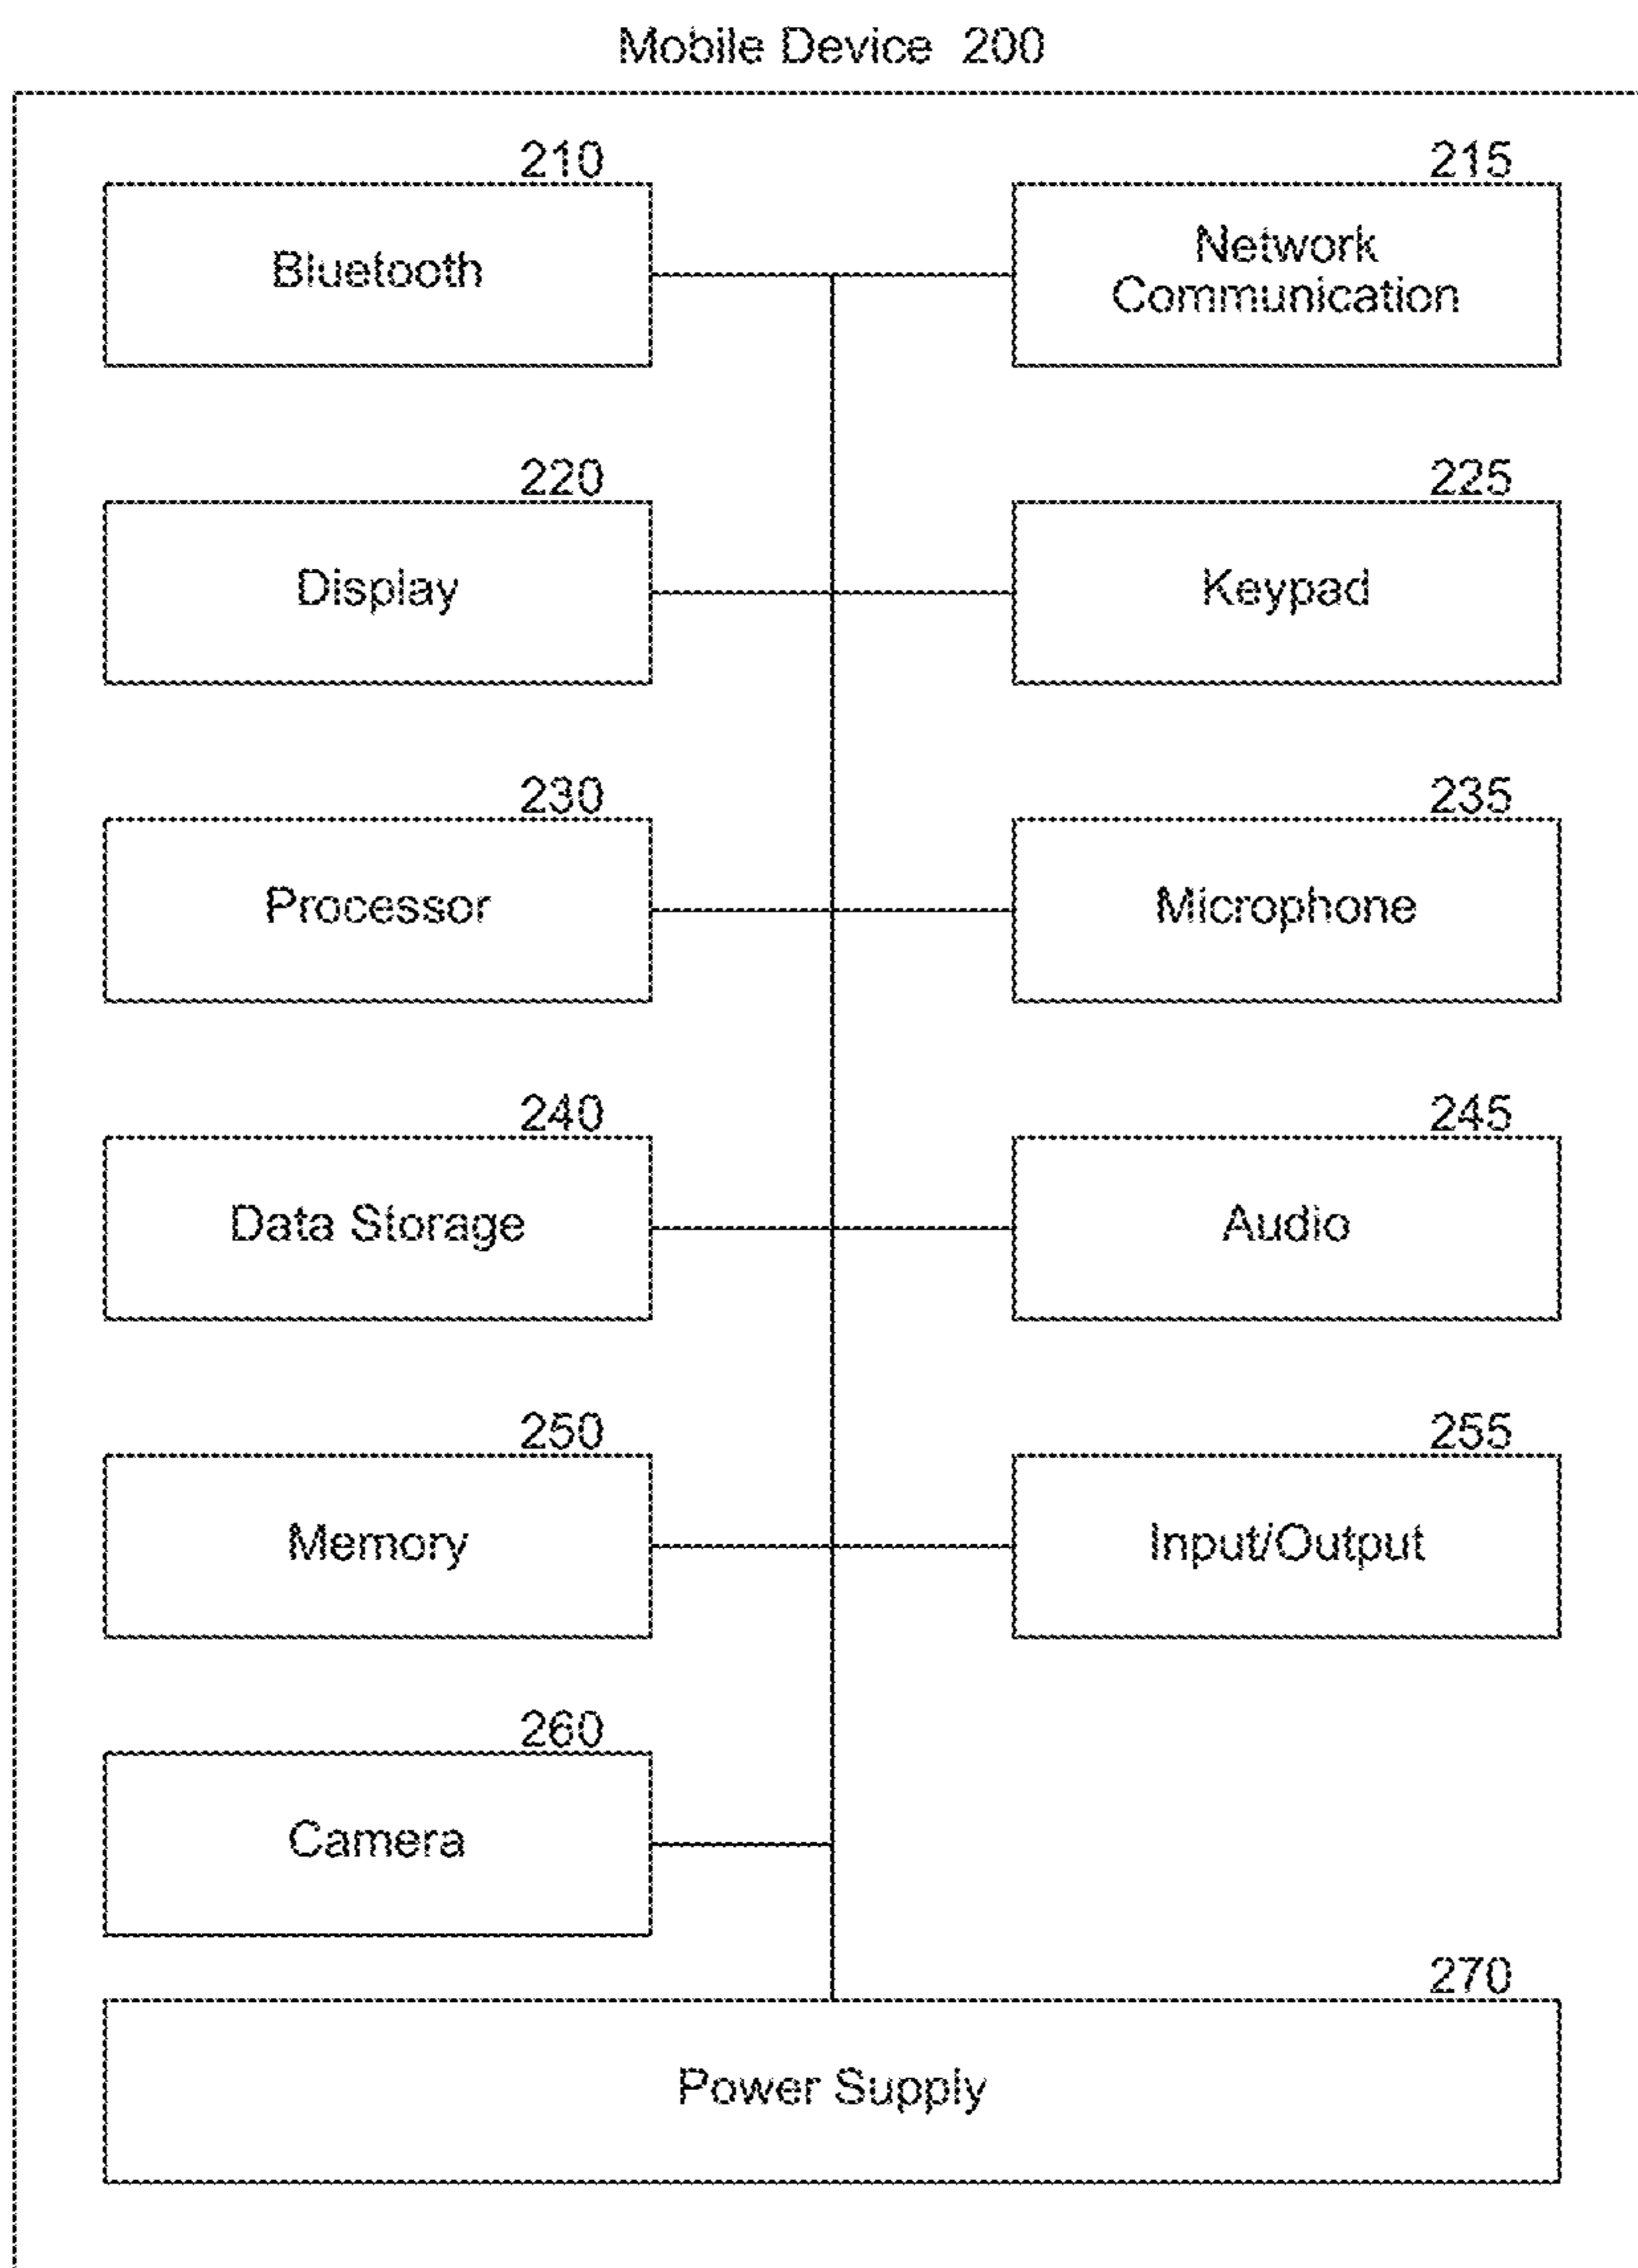 Mobile Device 200
210
Bluetooth
215
Network
Communication
220
Display
225
Keypad
230
Processor
235
Microphone
240
Data Storage
245
Audio
250
Memory
255
Input/Output
260
Camera
270
Power Supply